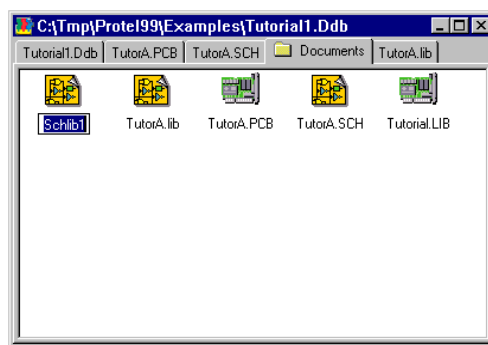 C:\Tmp\Protel99\Examples\Tutorial1.Ddb
Tutorial1.Ddb TutorA.PCB TutorA.SCH Documents TutorA.lib
Schlib1 TutorA.lib TutorA.PCB TutorA.SCH Tutorial.LIB